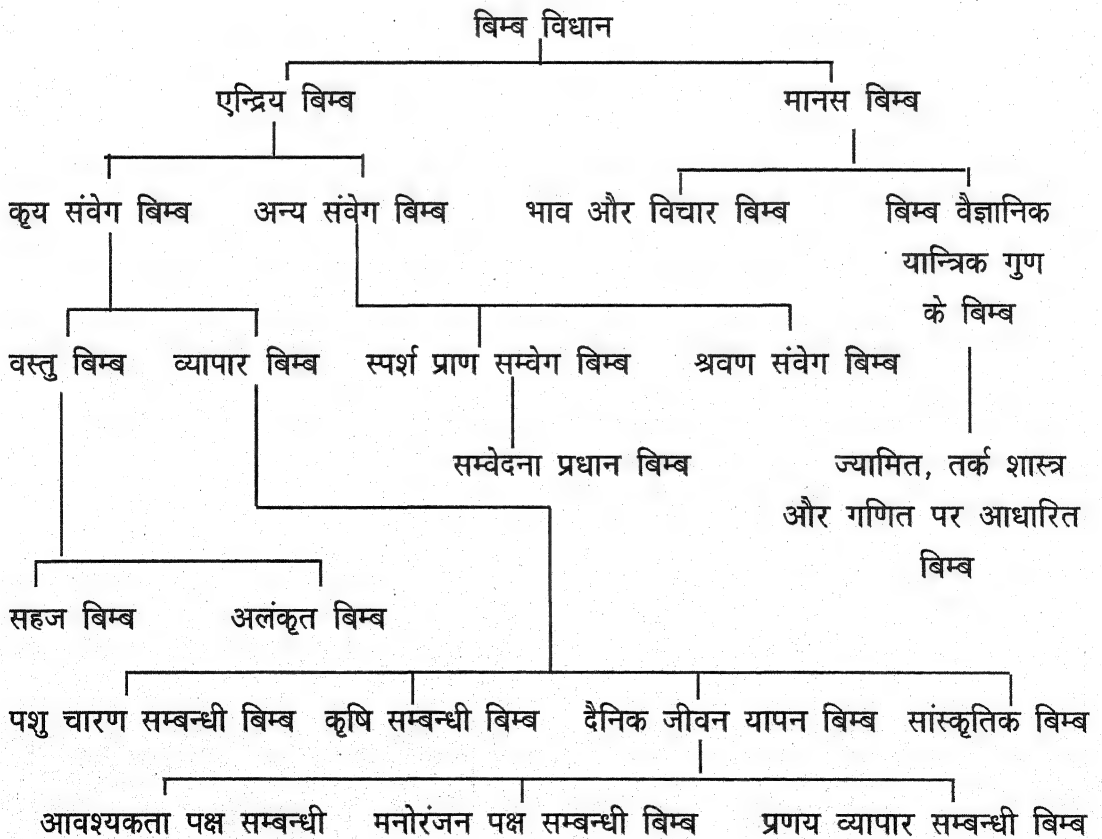 बिम्ब विधान
एन्द्रिय बिम्ब मानस बिम्ब
कृय संवेग बिम्ब अन्य संवेग बिम्ब भाव और विचार बिम्ब बिम्ब वैज्ञानिक
यान्त्रिक गुण
के बिम्ब
वस्तु बिम्ब व्यापार बिम्ब स्पर्श प्राण सम्वेग बिम्ब श्रवण संवेग बिम्ब
सम्वेदना प्रधान बिम्ब ज्यामित, तर्क शास्त्र
और गणित पर आधारित
बिम्ब
सहज बिम्ब अलंकृत बिम्ब
पशु चारण सम्बन्धी बिम्ब कृषि सम्बन्धी बिम्ब दैनिक जीवन यापन बिम्ब सांस्कृतिक बिम्ब
आवश्यकता पक्ष सम्बन्धी मनोरंजन पक्ष सम्बन्धी बिम्ब प्रणय व्यापार सम्बन्धी बिम्ब